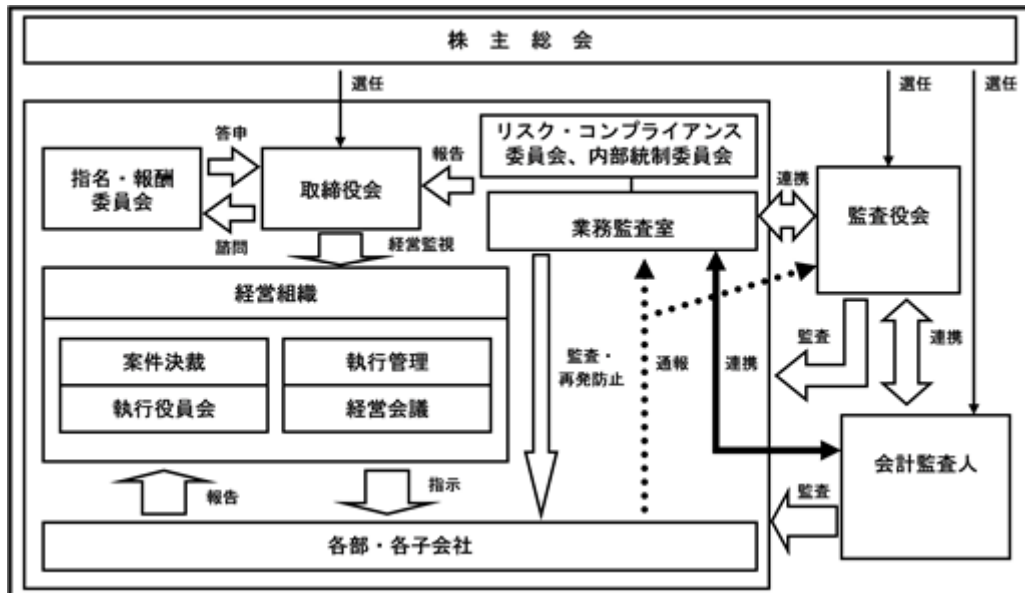 株主総会
選任
選任
選任
答申
リスク・コンプライアンス
委員会、内部統制委員会
指名・報酬
委員会
取締役会
報告
連携
監査役会
諮問
経営監視
業務監査室
経営組織
案件決裁
執行役員会
執行管理
経営会議
監査・
再発防止
通報
連携
監査
連携
会計監査人
報告
指示
監査
各部・各子会社